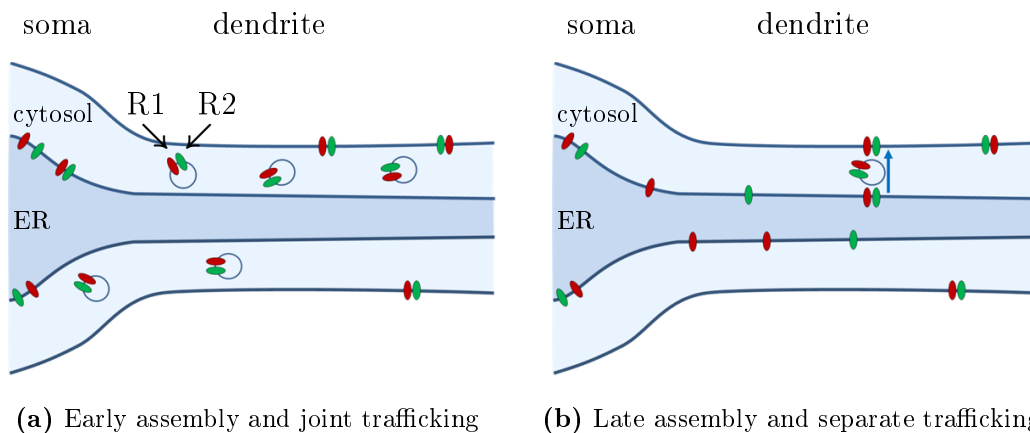 soma dendrite
cytosol
R1 R2
ER
(a) Early assembly and joint trafficking
soma dendrite
cytosol
ER
(b) Late assembly and separate trafficking